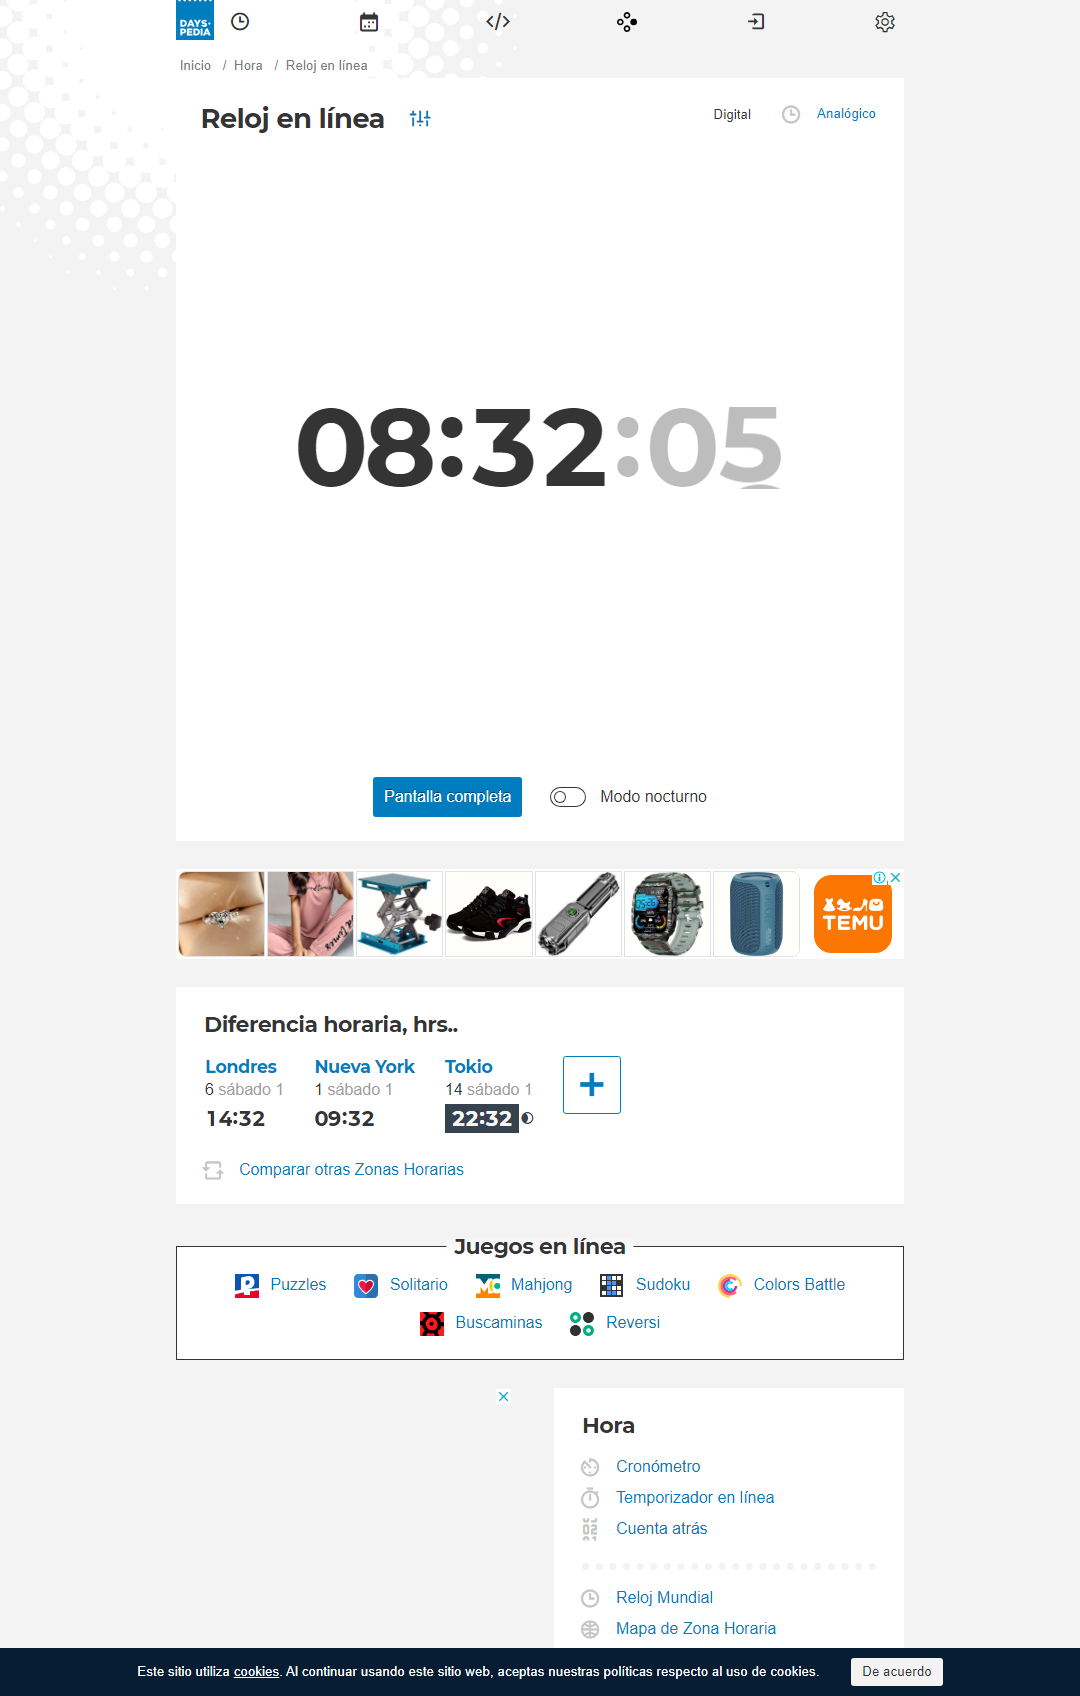 DAYS•
PEDIA
Inicio / Hora / Reloj en línea
Reloj en línea
Digital
Analógico
08:32:05
Pantalla completa
Modo nocturno
TEMU
Diferencia horaria, hrs..
Londres
6 sábado 1
14:32
Nueva York
1 sábado 1
09:32
Tokio
14 sábado 1
22:32
+
Comparar otras Zonas Horarias
Juegos en línea
Puzzles
Solitario
Mahjong
Sudoku
Colors Battle
Buscaminas
Reversi
Hora
Cronómetro
Temporizador en línea
Cuenta atrás
Reloj Mundial
Mapa de Zona Horaria
Este sitio utiliza cookies. Al continuar usando este sitio web, aceptas nuestras políticas respecto al uso de cookies.
De acuerdo